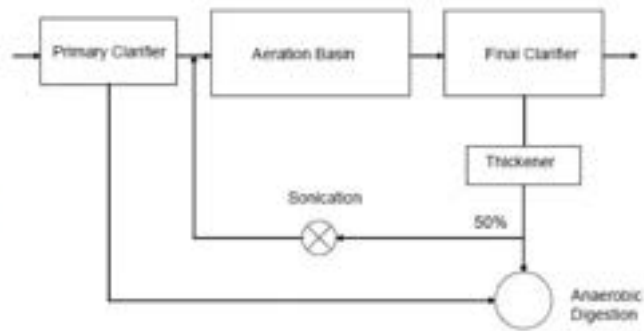 Primary Clarifier
Aeration Basin
Final Clarifier
Thickener
Sonication
50%
Anaerobic
Digestion